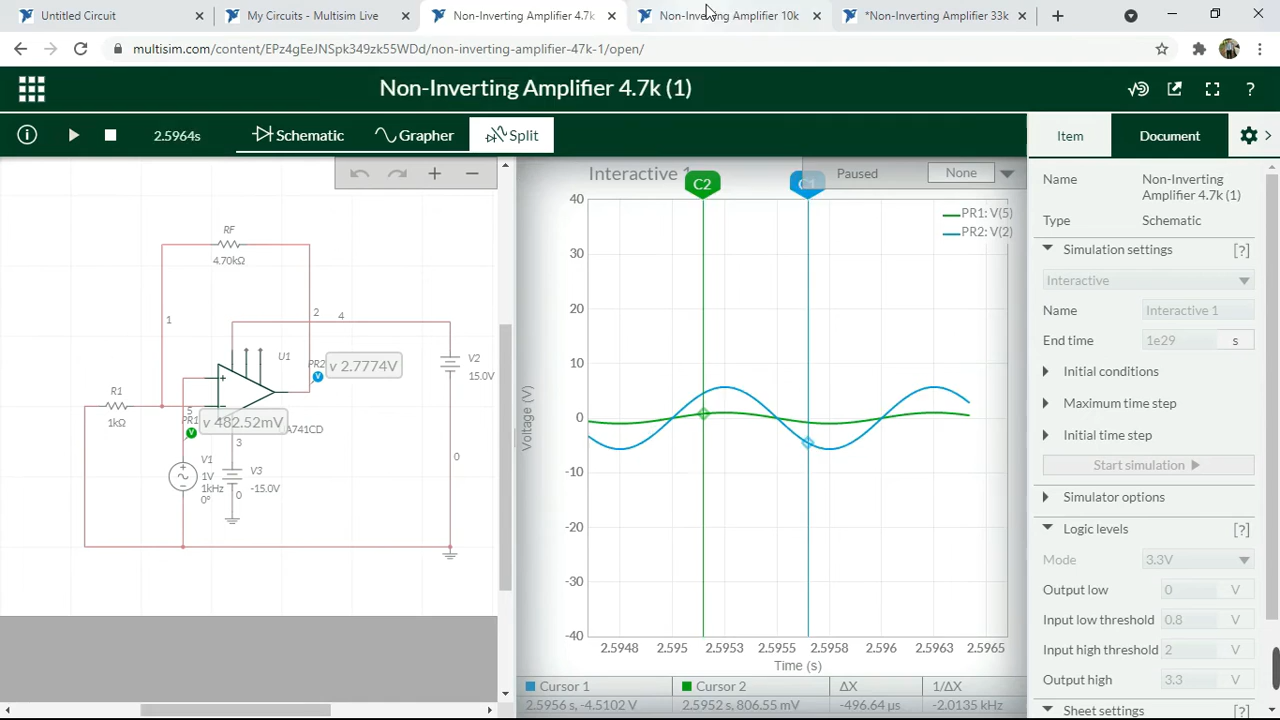 Untitled Circuit
My Circuits - Multisim Live
Non-Inverting Amplifier 4.7k
Non-Inverting Amplifier 10k
*Non-Inverting Amplifier 33k
multisim.com/content/EPz4gEeJNSpk349zk55WDd/non-inverting-amplifier-47k-1/open/
Non-Inverting Amplifier 4.7k (1)
2.5964s
Schematic
Grapher
Split
Item
Document
Interactive 1
Paused
None
C2
PR1: V(5)
PR2: V(2)
40
30
20
10
0
-10
-20
-30
-40
Voltage (V)
2.5948 2.595 2.5953 2.5955 2.5958 2.596 2.5963 2.5965
Time (s)
Cursor 1
Cursor 2
ΔX
1/ΔX
2.5956 s, -4.5102 V
2.5952 s, 806.55 mV
-496.64 µs
-2.0135 kHz
RF
4.70kΩ
1
2
4
U1
PR2
v 2.7774V
V2
15.0V
R1
1kΩ
5
PR1
v 482.52mV
A741CD
3
0
V1
1V
1kHz
0°
V3
-15.0V
0
Name
Non-Inverting
Amplifier 4.7k (1)
Type
Schematic
Simulation settings [?]
Interactive
Name
Interactive 1
End time
1e29 s
Initial conditions
Maximum time step
Initial time step
Start simulation
Simulator options
Logic levels [?]
Mode
3.3V
Output low
0 V
Input low threshold
0.8 V
Input high threshold
2 V
Output high
3.3 V
Sheet settings